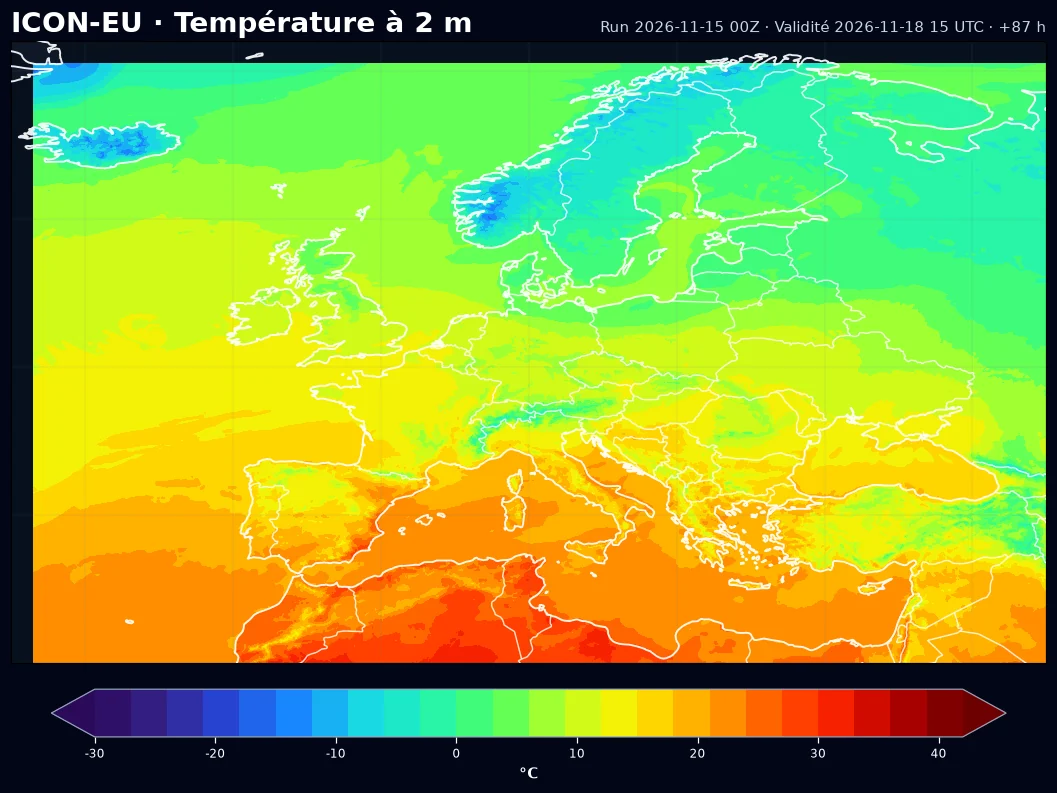 ICON-EU · Température à 2 m
Run 2026-11-15 00Z · Validité 2026-11-18 15 UTC · +87 h
-30 -20 -10 0 10 20 30 40
°C